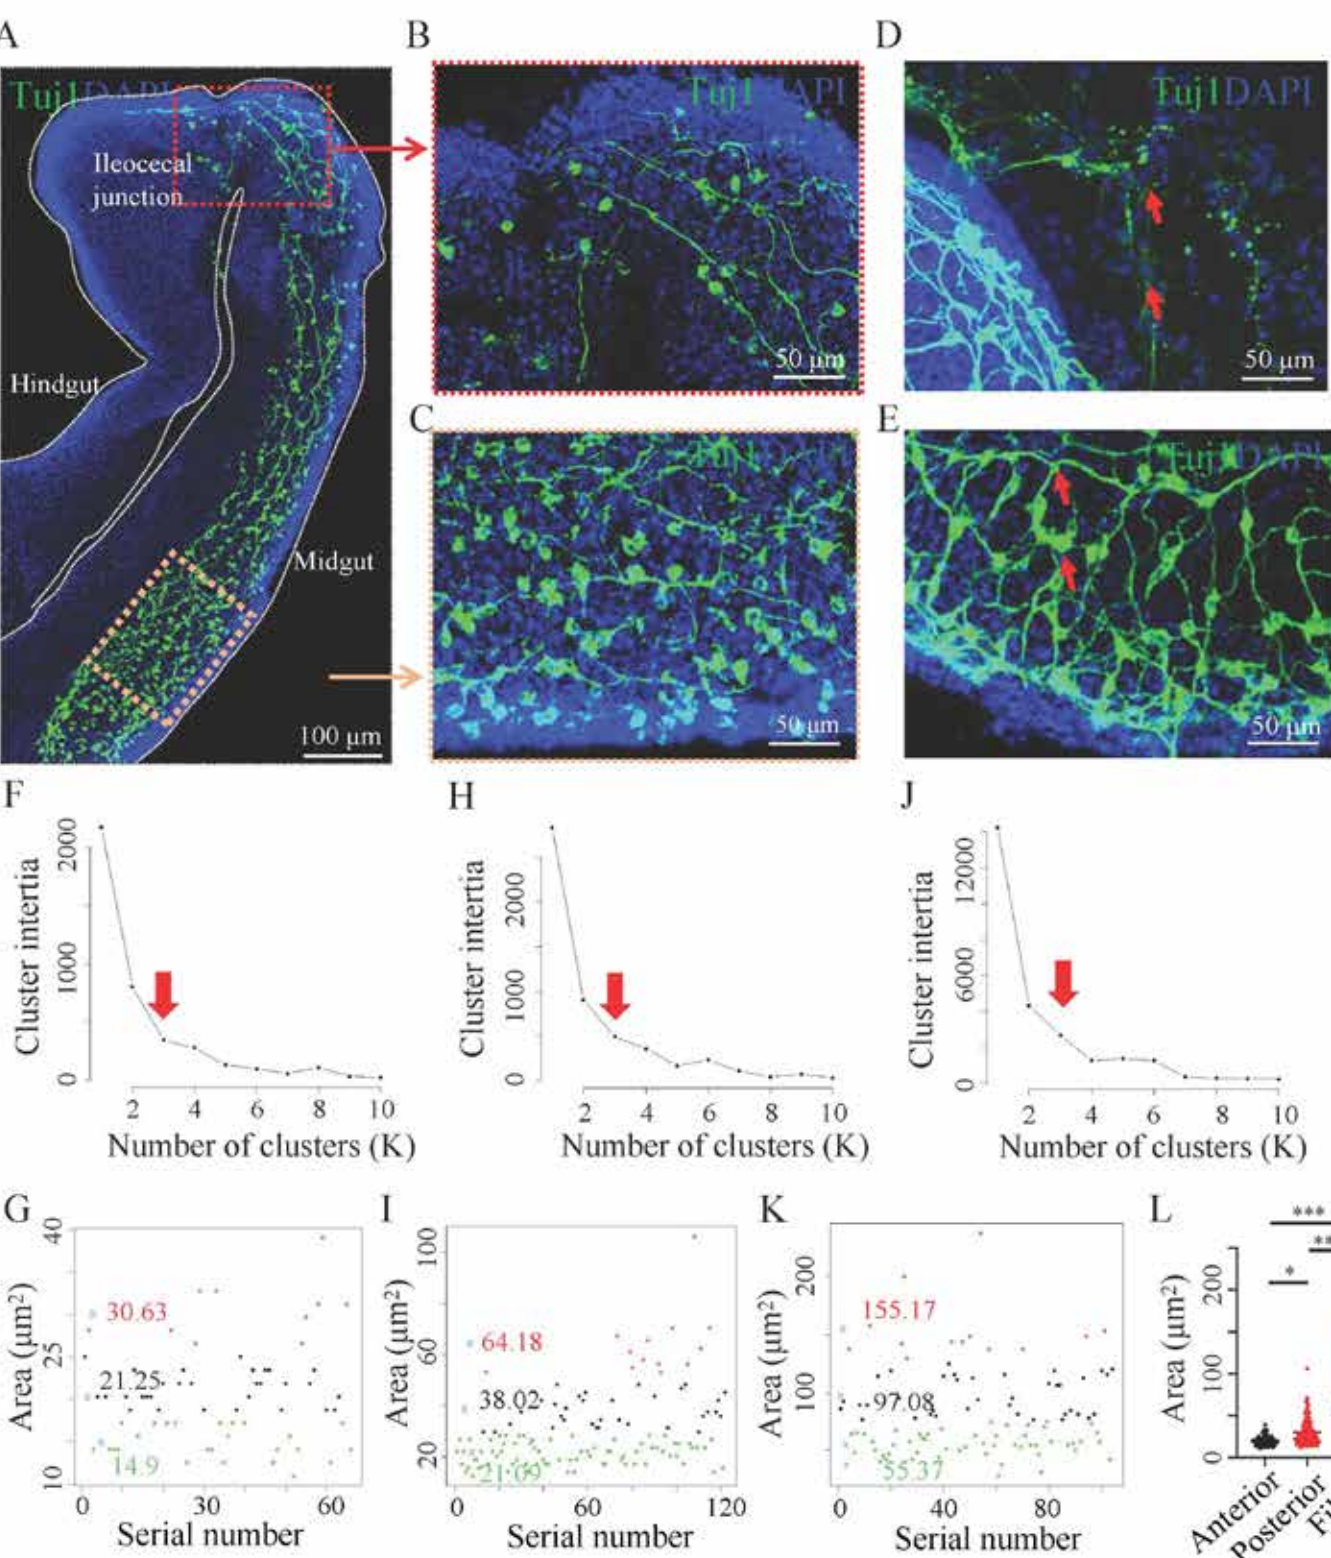 A
B
D
Tuj1DAPI
Tuj1DAPI
Tuj1DAPI
Ileocecal
junction
50 μm
50 μm
C
E
Hindgut
Tuj1DAPI
Midgut
100 μm
50 μm
50 μm
F
H
J
Cluster intertia
0 1000 2000
2 4 6 8 10
Number of clusters (K)
Cluster intertia
0 1000 2000
2 4 6 8 10
Number of clusters (K)
Cluster intertia
0 6000 12000
2 4 6 8 10
Number of clusters (K)
G
Area (μm²)
10 25 40
30.63
21.25
14.9
0 30 60
Serial number
I
Area (μm²)
20 60 100
64.18
38.02
21.09
0 60 120
Serial number
K
Area (μm²)
100 200
155.17
97.08
55.37
0 40 80
Serial number
L
***
**
*
Area (μm²)
0 100 200
Anterior
Posterior